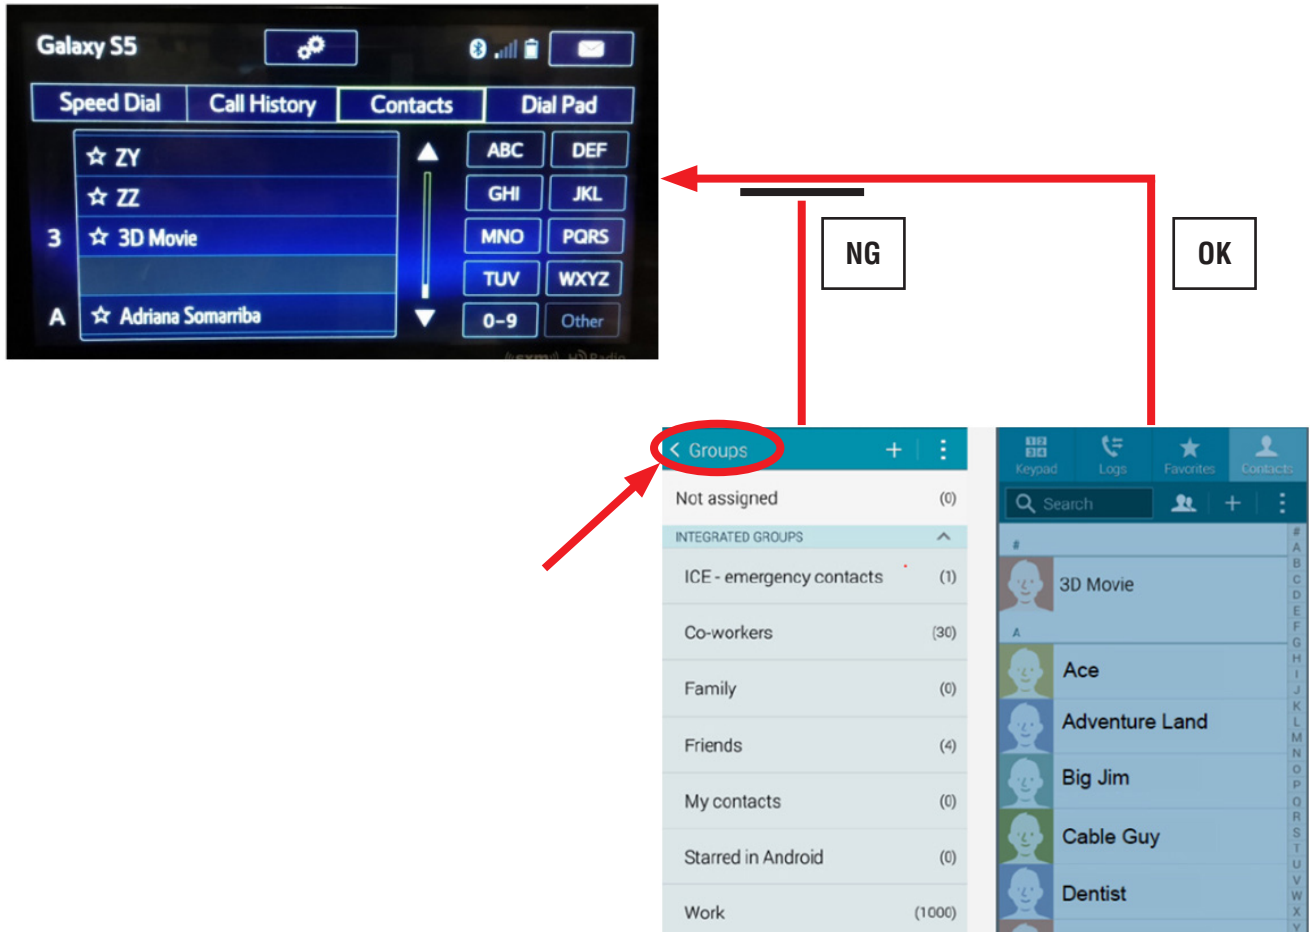 Galaxy S5
Speed Dial Call History Contacts Dial Pad
☆ ZY ABC DEF
☆ ZZ GHI JKL
3 ☆ 3D Movie MNO PQRS
TUV WXYZ
A ☆ Adriana Somarriba 0-9 Other
NG
OK
< Groups +
Not assigned (0)
INTEGRATED GROUPS
ICE - emergency contacts (1)
Co-workers (30)
Family (0)
Friends (4)
My contacts (0)
Starred in Android (0)
Work (1000)
Keypad Logs Favorites Contacts
Search +
#
3D Movie
A
Ace
Adventure Land
Big Jim
Cable Guy
Dentist
#
A
B
C
D
E
F
G
H
I
J
K
L
M
N
O
P
Q
R
S
T
U
V
W
X
Y